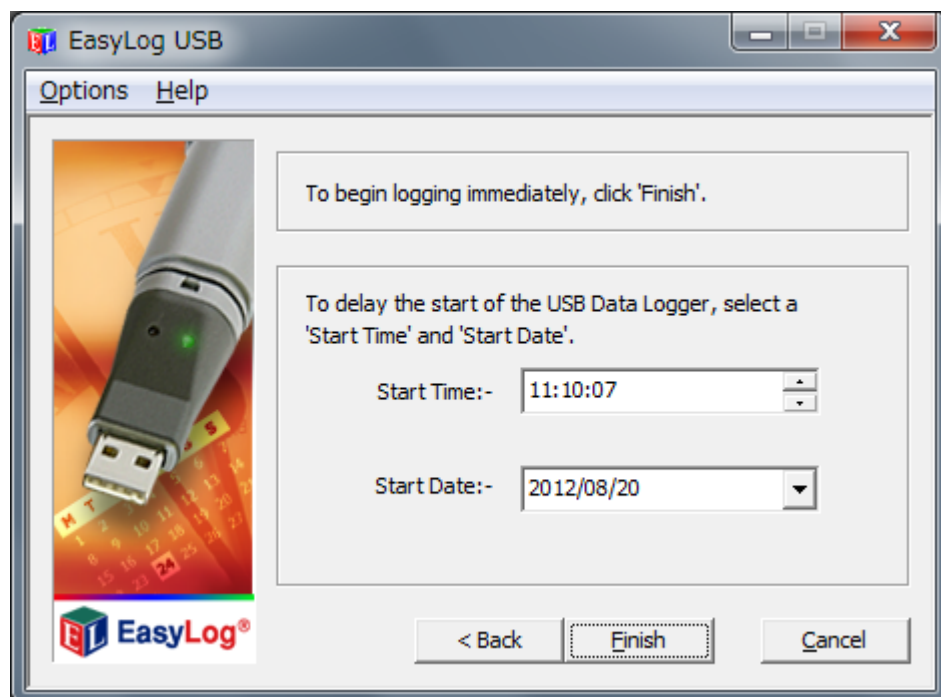 EasyLog USB
Options Help
To begin logging immediately, click 'Finish'.
To delay the start of the USB Data Logger, select a
'Start Time' and 'Start Date'.
Start Time:- 11:10:07
Start Date:- 2012/08/20
M T S S
24
EL EasyLog®
< Back Finish Cancel